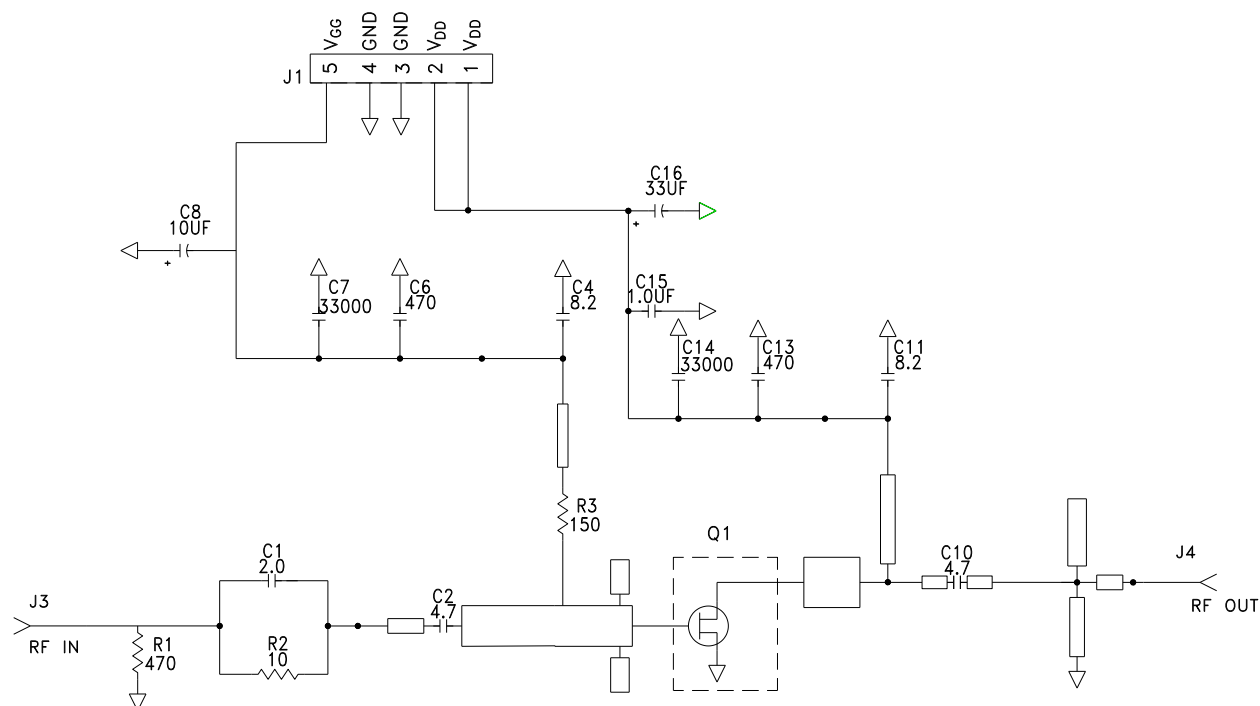 VGG
GND
GND
VDD
VDD
J1
5
4
3
2
1
C16
33UF
+
C8
10UF
+
C7
33000
C6
470
C4
8.2
C15
1.0UF
C14
33000
C13
470
C11
8.2
R3
150
Q1
C1
2.0
C10
4.7
J4
RF OUT
J3
RF IN
C2
4.7
R1
470
R2
10